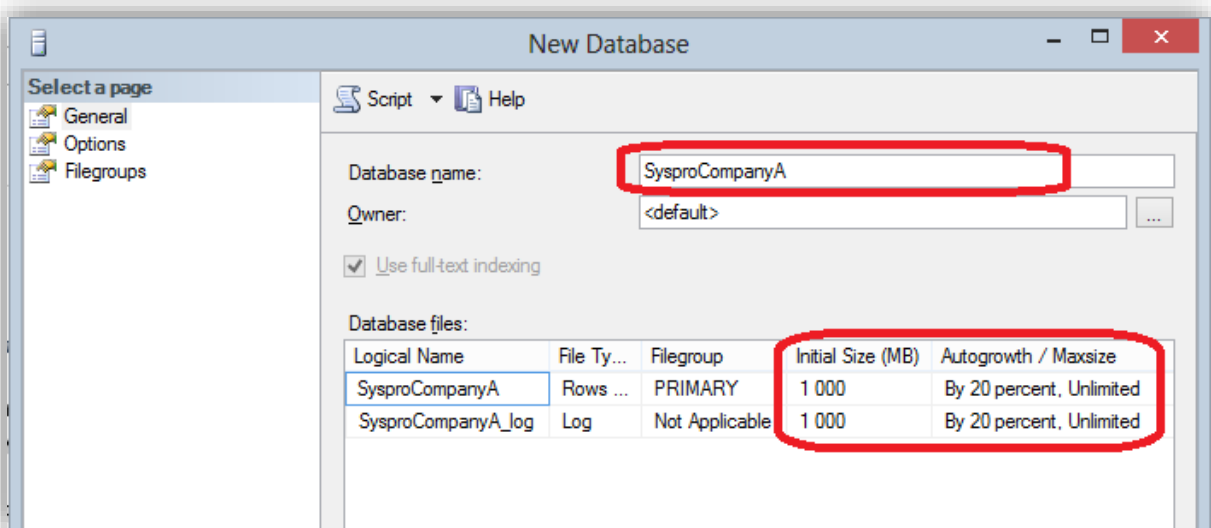 New Database
Select a page
General
Options
Filegroups
Script Help
Database name: SysproCompanyA
Owner: <default> ...
Use full-text indexing
Database files:
Logical Name File Ty... Filegroup Initial Size (MB) Autogrowth / Maxsize
SysproCompanyA Rows ... PRIMARY 1 000 By 20 percent, Unlimited
SysproCompanyA_log Log Not Applicable 1 000 By 20 percent, Unlimited